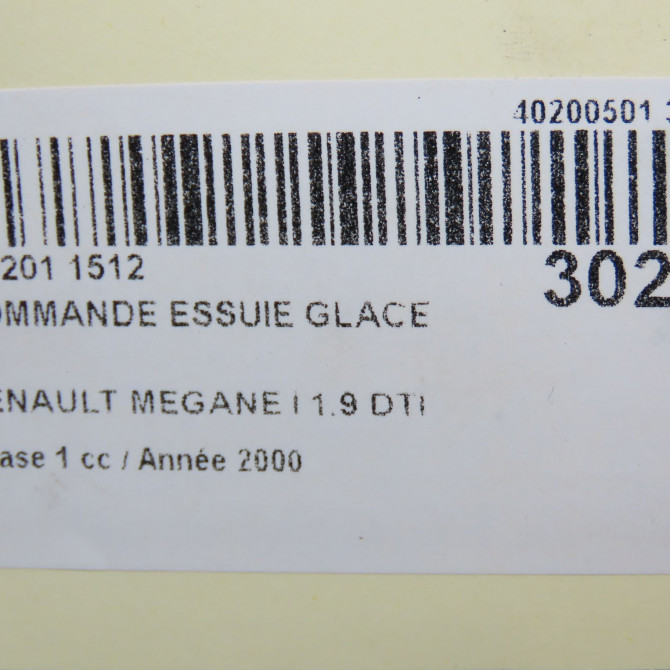 40200501
201 1512
302
OMMANDE ESSUIE GLACE
ENAULT MEGANE I 1.9 DTI
ase 1 cc / Année 2000